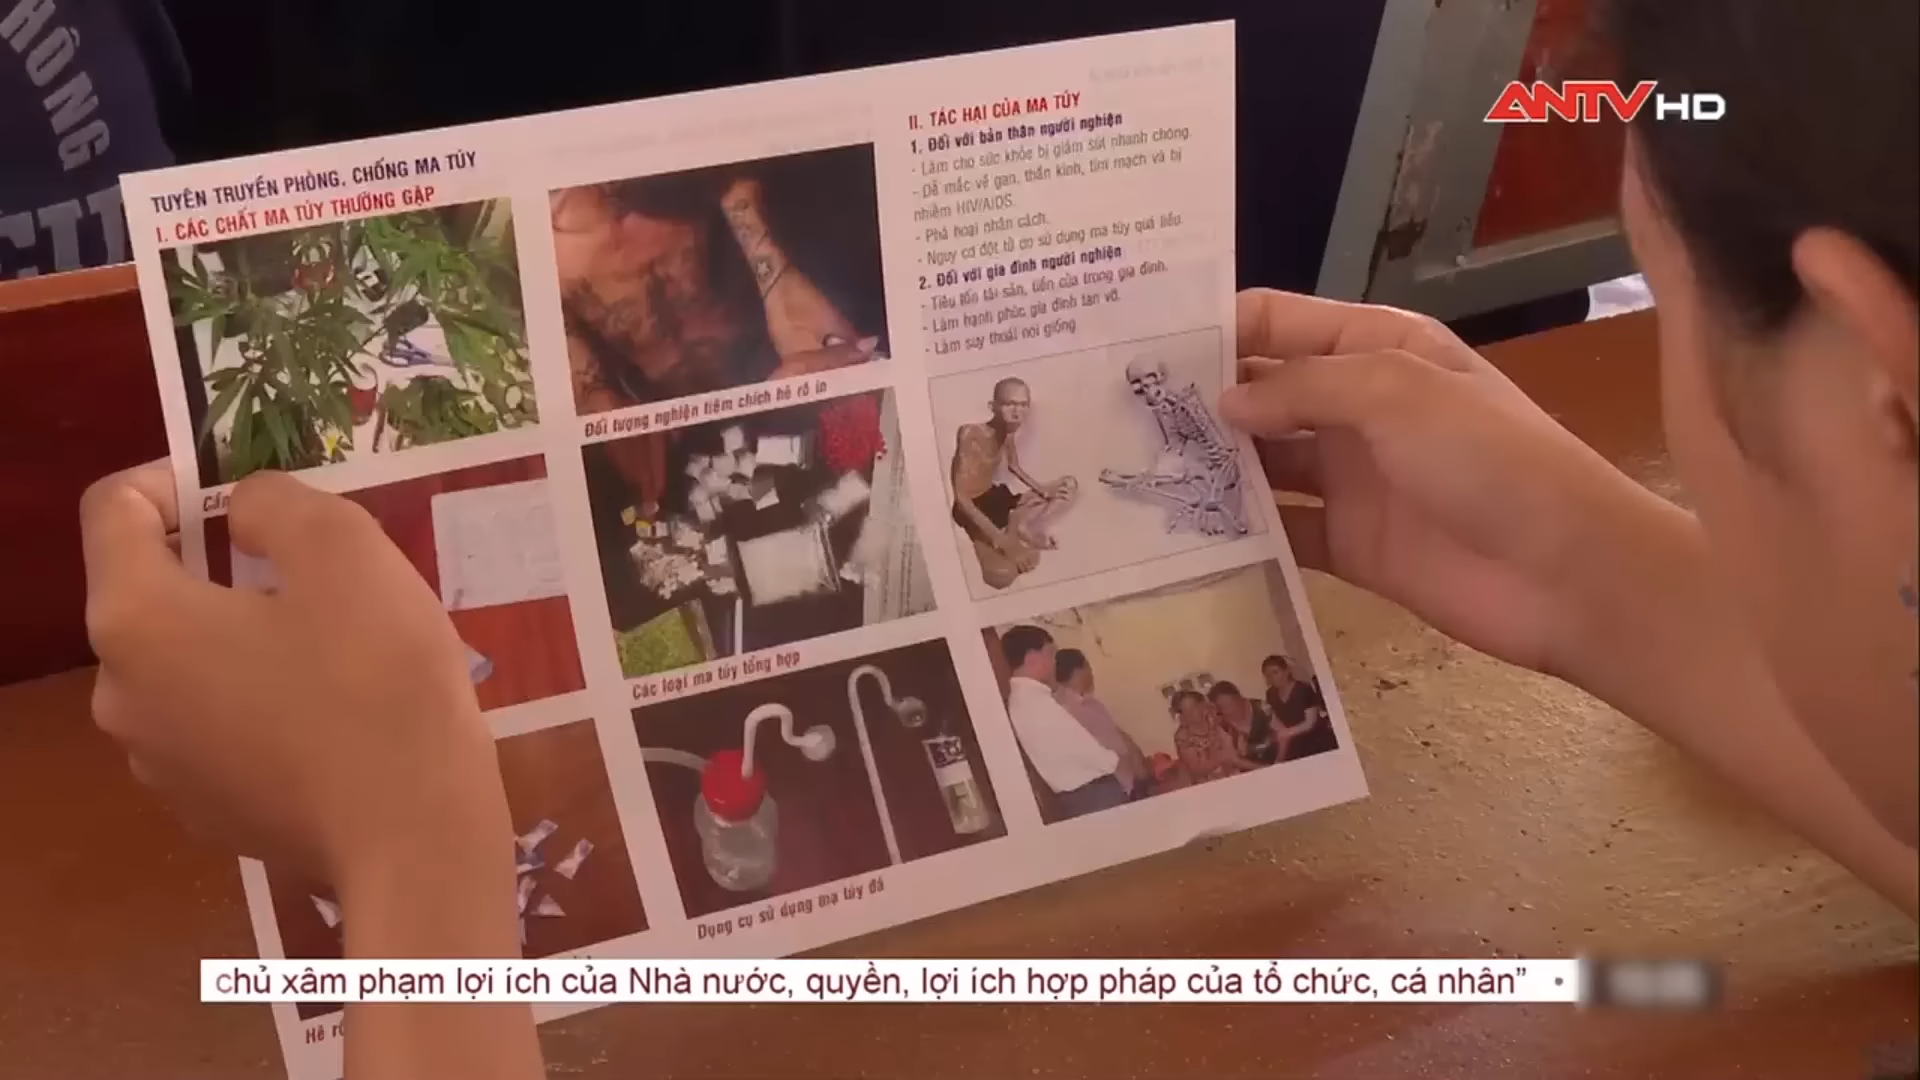 HÔNG
ANTV HD
TUYÊN TRUYỀN PHÒNG, CHỐNG MA TÚY
I. CÁC CHẤT MA TÚY THƯỜNG GẶP
Đối tượng nghiện tiêm chích hê rô in
Các loại ma túy tổng hợp
Dụng cụ sử dụng ma túy đá
Hê
II. TÁC HẠI CỦA MA TÚY
1. Đối với bản thân người nghiện
- Làm cho sức khỏe bị giảm sút nhanh chóng.
- Dễ mắc về gan, thần kinh, tim mạch và bị
nhiễm HIV/AIDS.
- Phá hoại nhân cách.
- Nguy cơ đột tử do sử dụng ma túy quá liều.
2. Đối với gia đình người nghiện
- Tiêu tốn tài sản, tiền của trong gia đình.
- Làm hạnh phúc gia đình tan vỡ.
- Làm suy thoái nòi giống
chủ xâm phạm lợi ích của Nhà nước, quyền, lợi ích hợp pháp của tổ chức, cá nhân” •